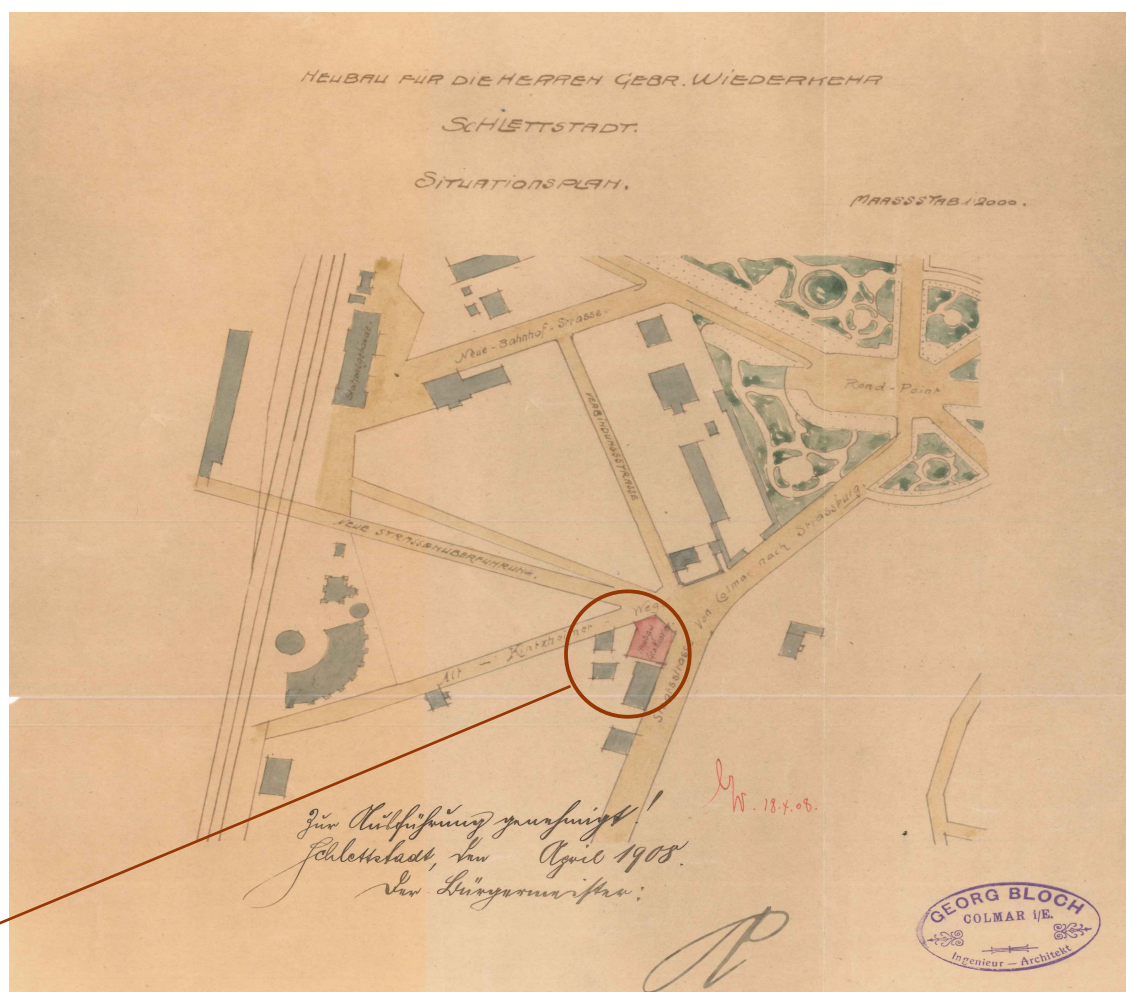 NEUBAU FÜR DIE HERREN GEBR. WIEDERKEHR
SCHLETTSTADT.
SITUATIONSPLAN.
MAASSSTAB 1:2000.
Neue-Bahnhof-Strasse.
Rond-Point
VERBINDUNGSSTRASSE
NEUE STRASSENÜBERFÜHRUNG.
Alt - Kintzheimer Weg
Staatsstrasse von Colmar nach Strassburg.
18.4.08.
Zur Ausführung genehmigt!
Schlettstadt, den April 1908.
Der Bürgermeister:
GEORG BLOCH
COLMAR i/E.
Ingenieur — Architekt